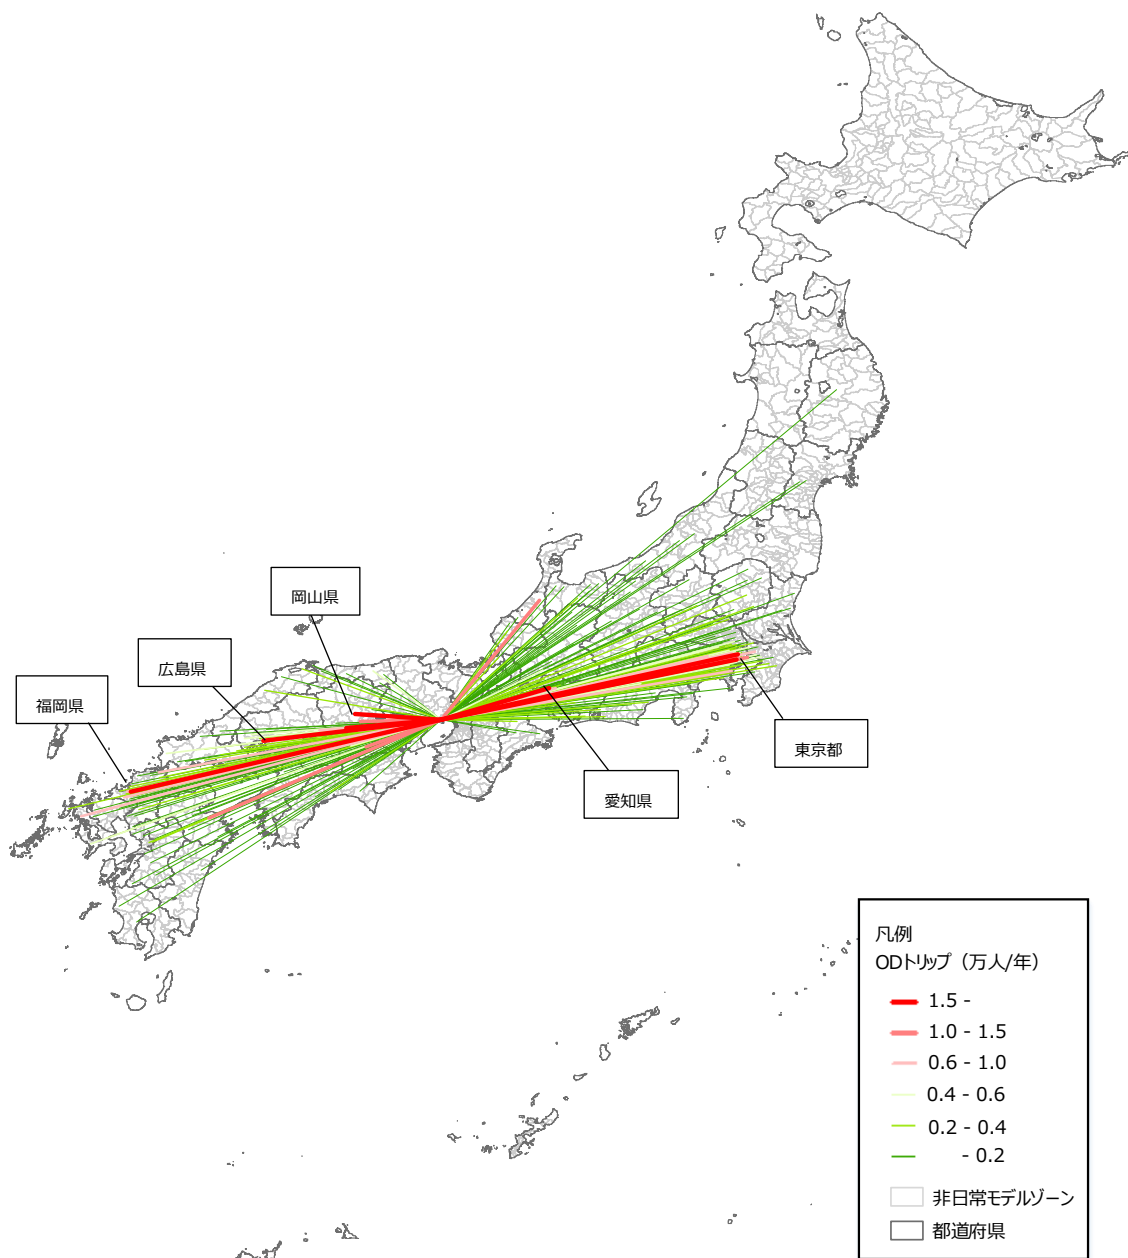 岡山県
広島県
福岡県
東京都
愛知県
凡例
ODトリップ（万人/年）
1.5 -
1.0 - 1.5
0.6 - 1.0
0.4 - 0.6
0.2 - 0.4
- 0.2
非日常モデルゾーン
都道府県